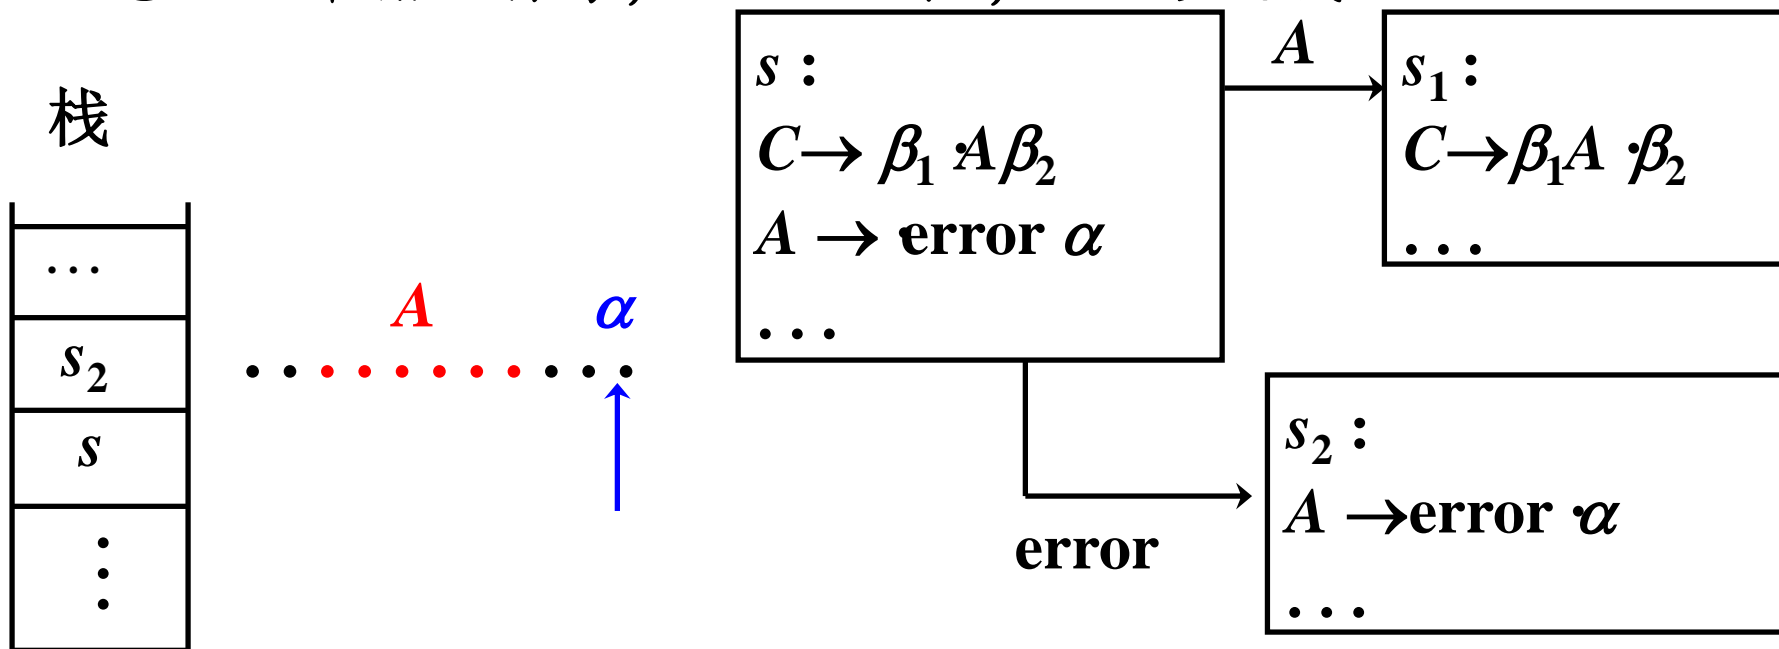 栈
...
s2
s
A
α
s :
C→ β1 ·Aβ2
A → ·error α
...
A
s1 :
C→β1A ·β2
...
error
s2 :
A →error ·α
...